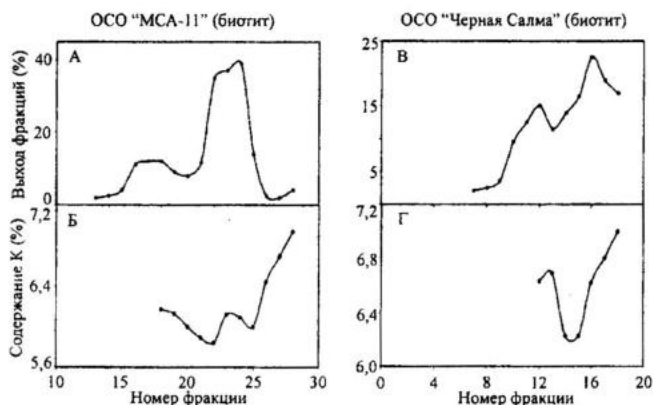 ОСО "МСА-11" (биотит)
ОСО "Черная Салма" (биотит)
Выход фракций (%)
А
40
20
0
В
25
15
5
Содержание К (%)
Б
7,2
6,4
5,6
Г
7,2
6,8
6,4
6,0
10 15 20 25 30
0 4 8 12 16 20
Номер фракции
Номер фракции